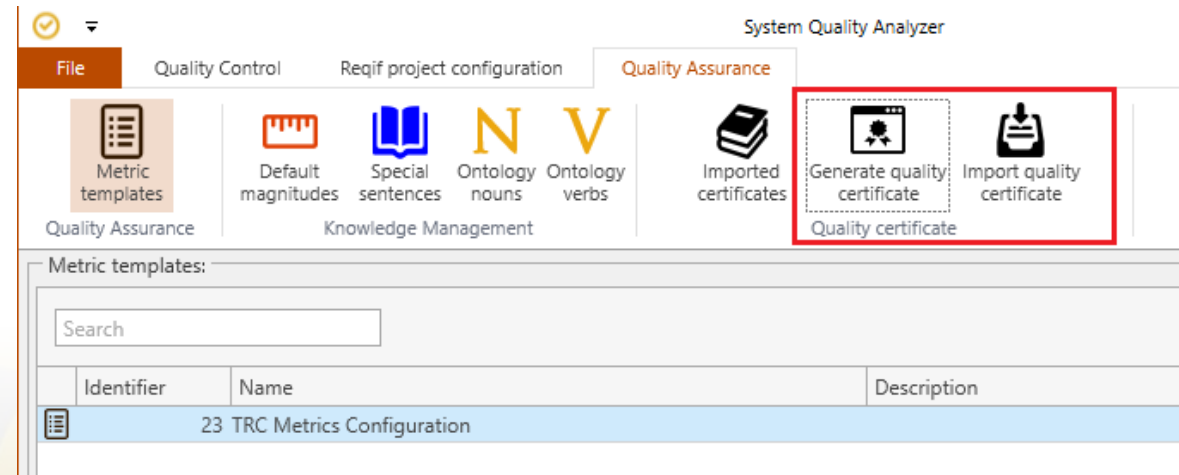 System Quality Analyzer
File Quality Control Reqif project configuration Quality Assurance
Metric
templates
Default
magnitudes
Special
sentences
Ontology
nouns
Ontology
verbs
Imported
certificates
Generate quality
certificate
Import quality
certificate
Quality Assurance
Knowledge Management
Quality certificate
Metric templates:
Search
Identifier Name Description
23 TRC Metrics Configuration